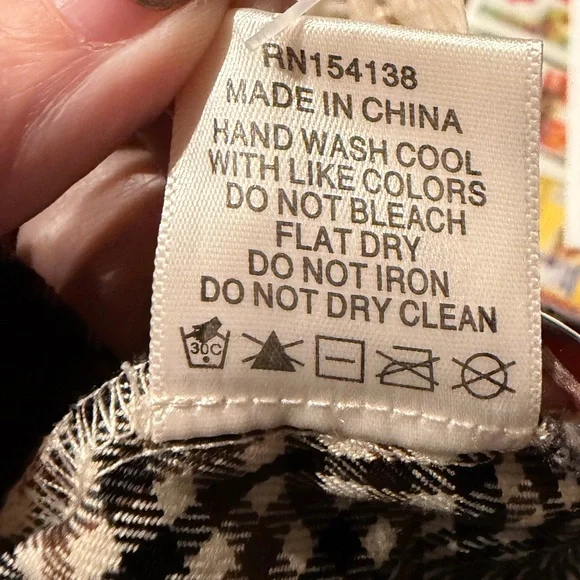 RN154138
MADE IN CHINA
HAND WASH COOL
WITH LIKE COLORS
DO NOT BLEACH
FLAT DRY
DO NOT IRON
DO NOT DRY CLEAN
30C